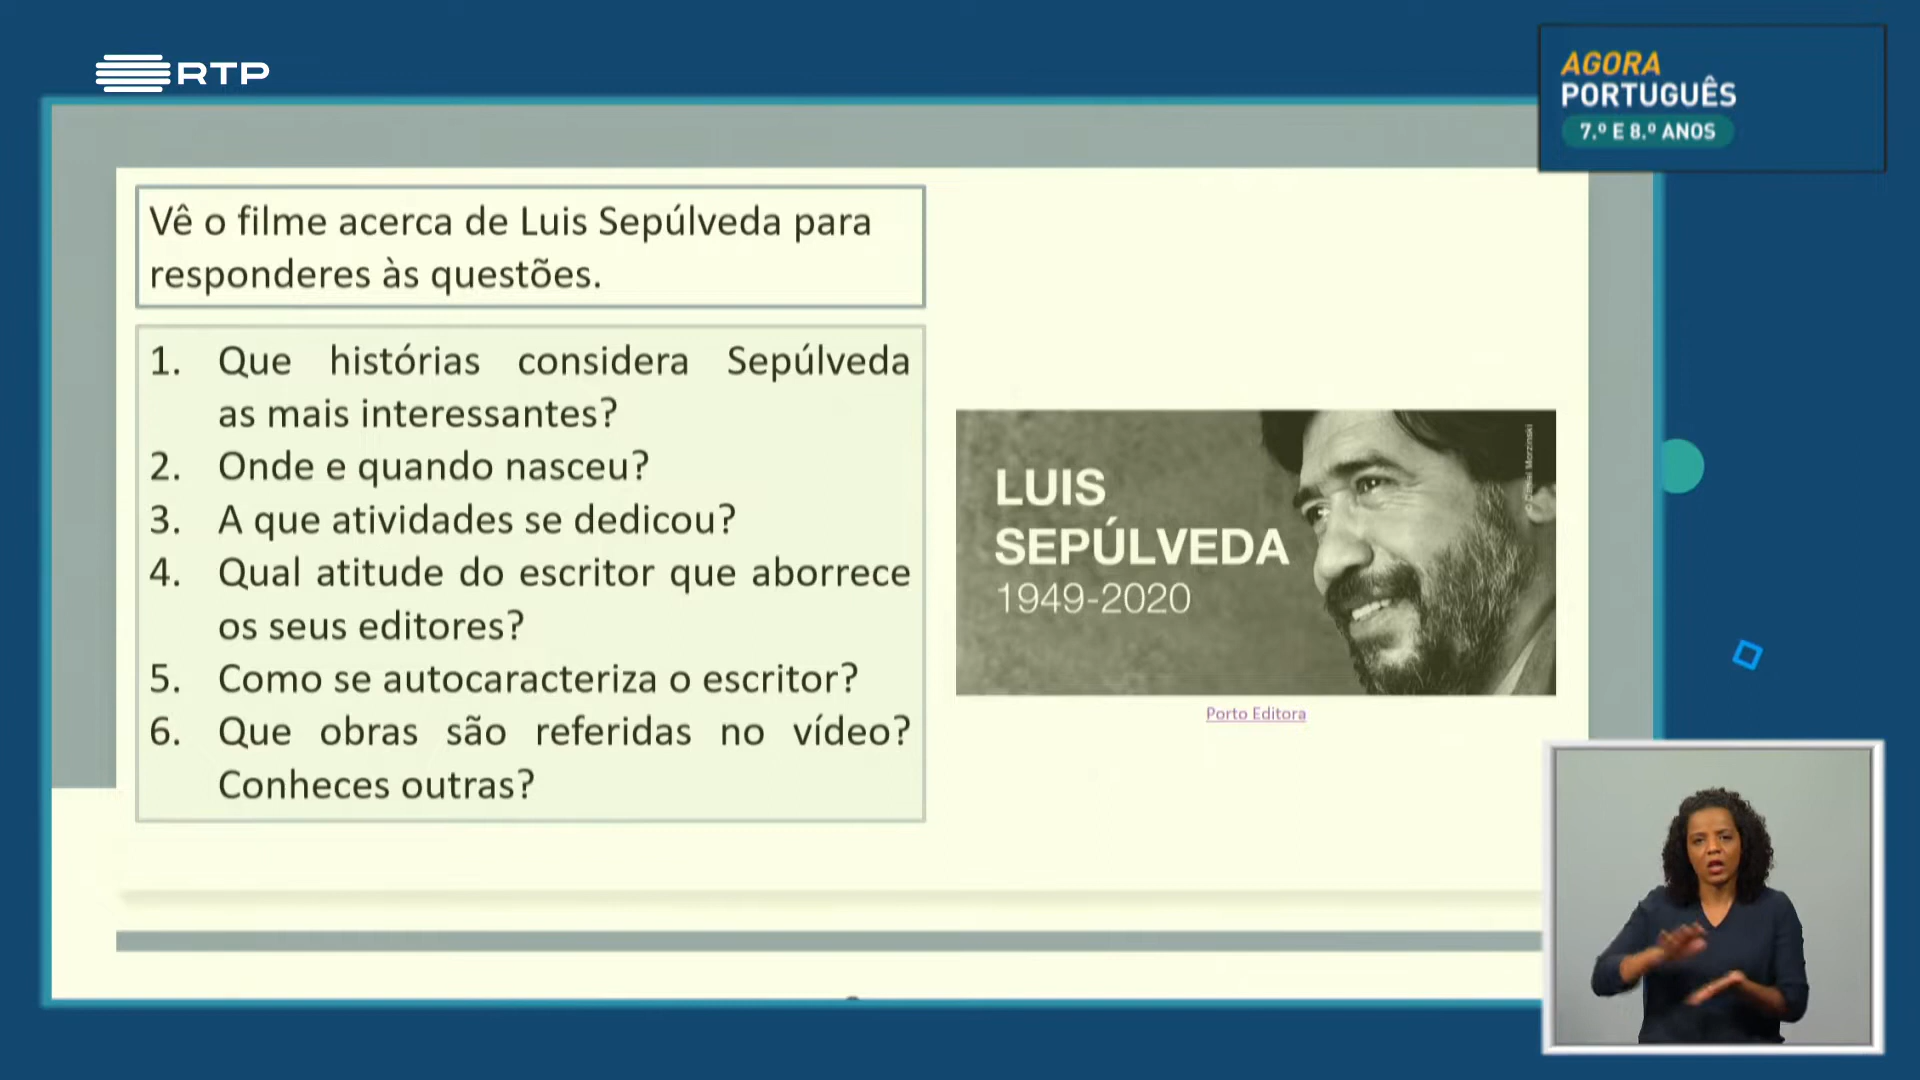 RTP
AGORA
PORTUGUÊS
7.º E 8.º ANOS
Vê o filme acerca de Luis Sepúlveda para
responderes às questões.
1. Que histórias considera Sepúlveda
as mais interessantes?
2. Onde e quando nasceu?
3. A que atividades se dedicou?
4. Qual atitude do escritor que aborrece
os seus editores?
5. Como se autocaracteriza o escritor?
6. Que obras são referidas no vídeo?
Conheces outras?
LUIS
SEPÚLVEDA
1949-2020
Porto Editora